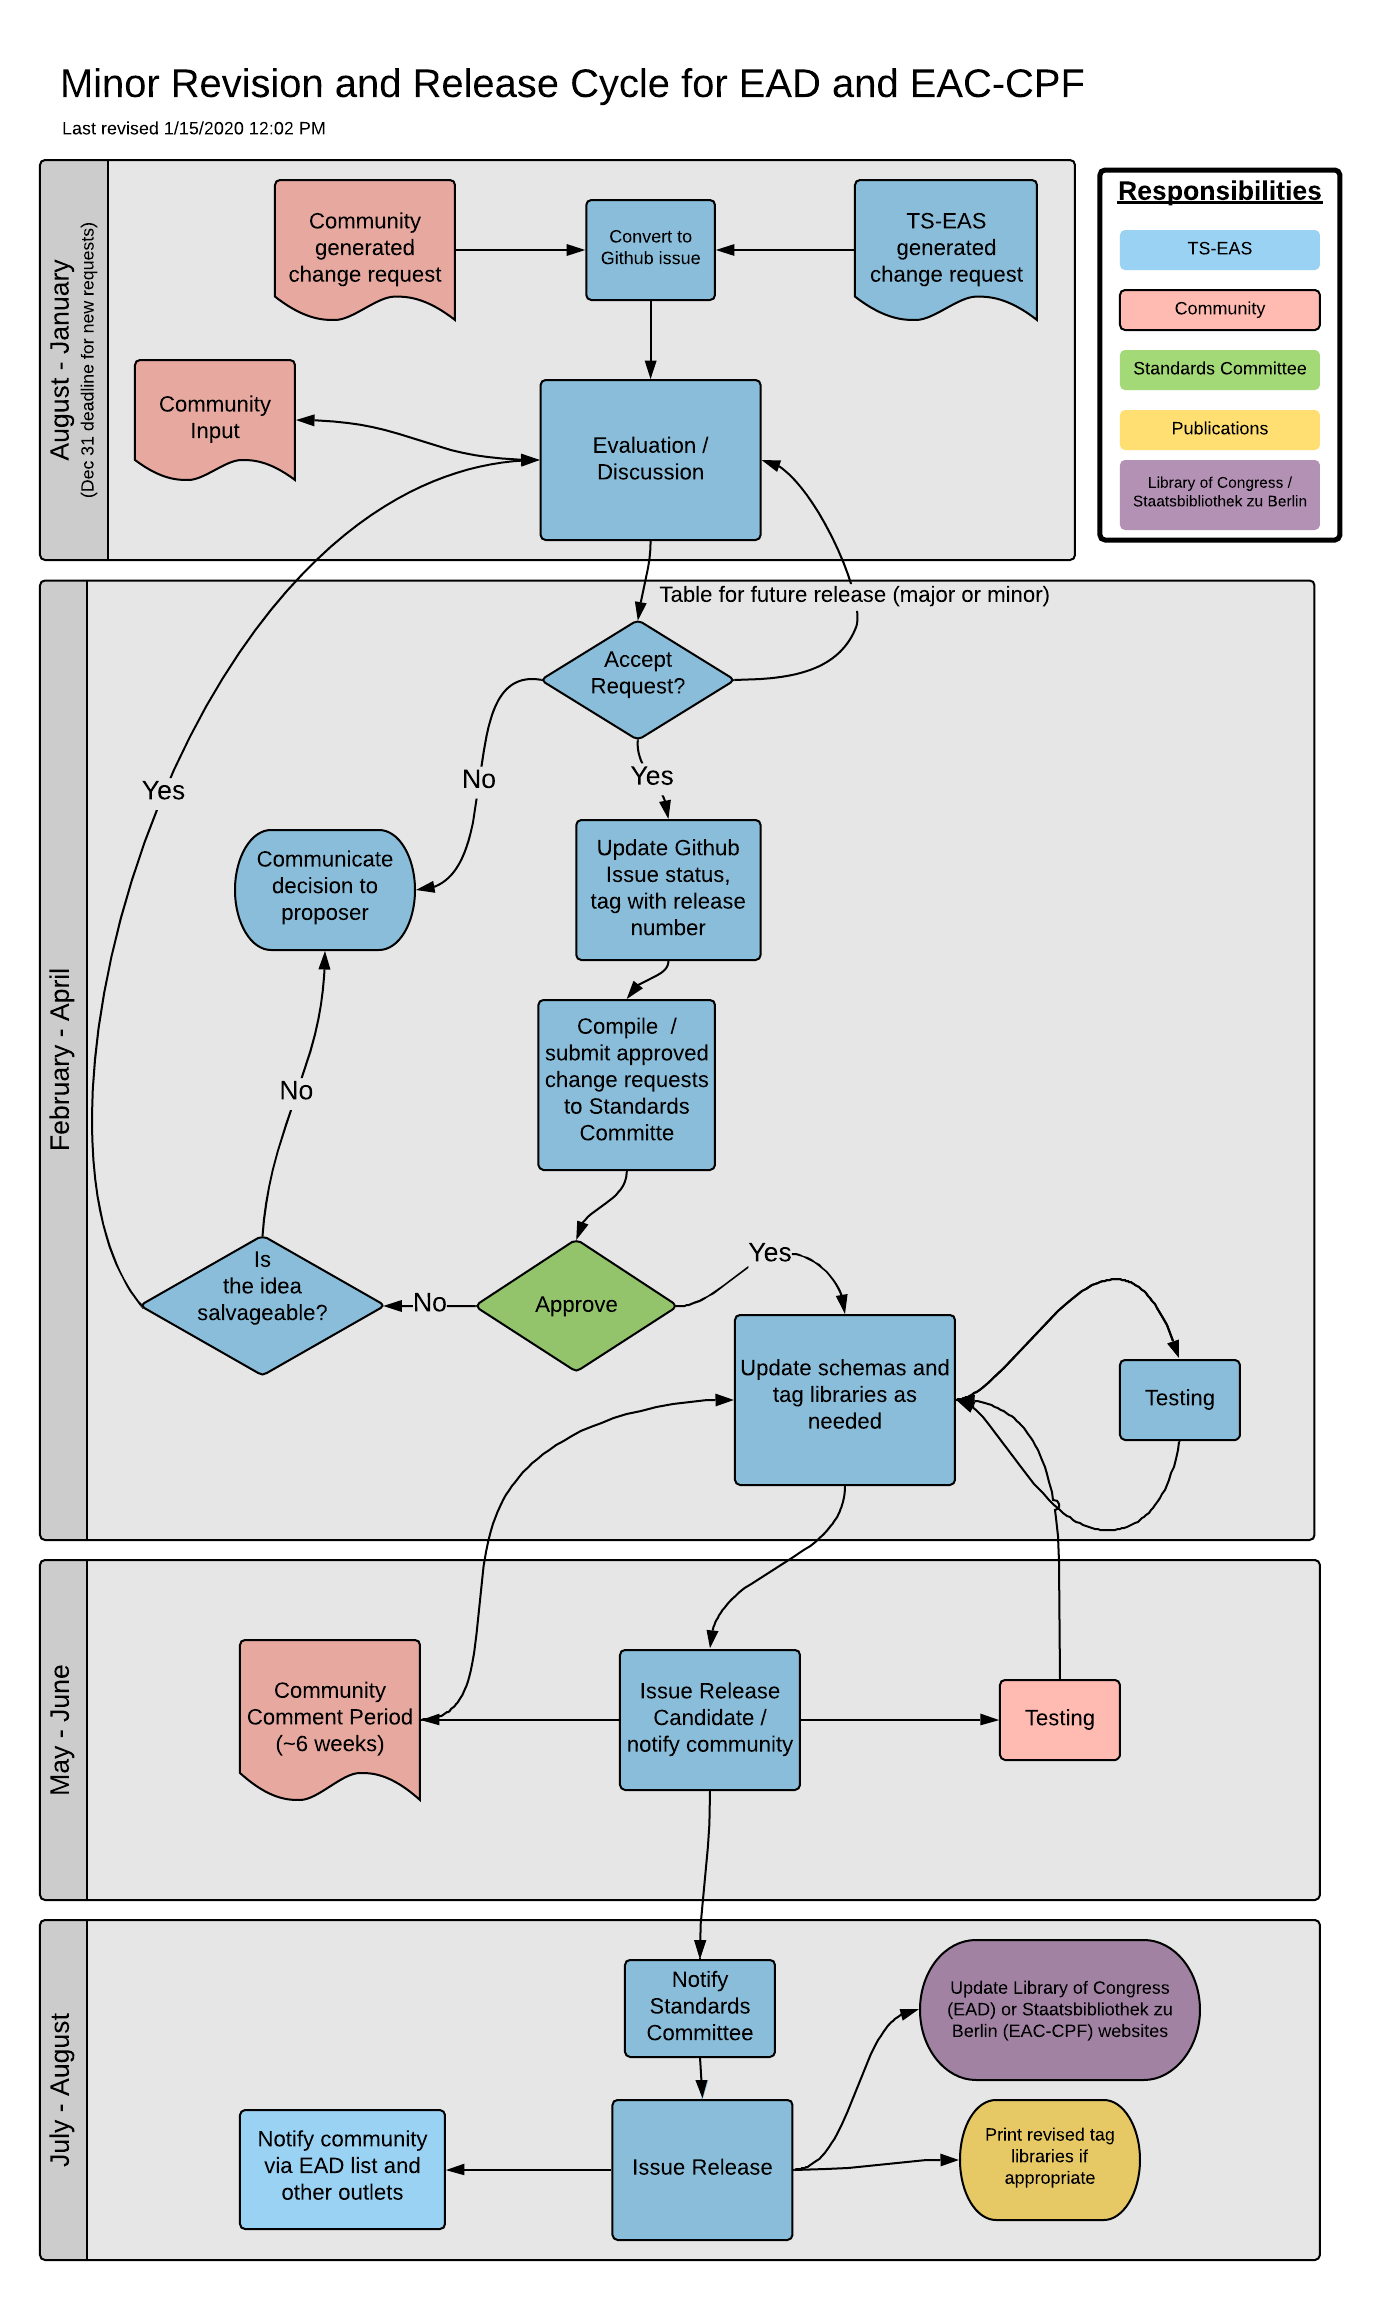 Minor Revision and Release Cycle for EAD and EAC-CPF
Last revised 1/15/2020 12:02 PM
August - January
(Dec 31 deadline for new requests)
Community
generated
change request
Convert to
Github issue
TS-EAS
generated
change request
Community
Input
Evaluation /
Discussion
Responsibilities
TS-EAS
Community
Standards Committee
Publications
Library of Congress /
Staatsbibliothek zu Berlin
February - April
Table for future release (major or minor)
Accept
Request?
No
Yes
Yes
Communicate
decision to
proposer
Update Github
Issue status,
tag with release
number
Compile  /
submit approved
change requests
to Standards
Committe
No
Is
the idea
salvageable?
No
Approve
Yes
Update schemas and
tag libraries as
needed
Testing
May - June
Community
Comment Period
(~6 weeks)
Issue Release
Candidate /
notify community
Testing
July - August
Notify
Standards
Committee
Update Library of Congress
(EAD) or Staatsbibliothek zu
Berlin (EAC-CPF) websites
Notify community
via EAD list and
other outlets
Issue Release
Print revised tag
libraries if
appropriate